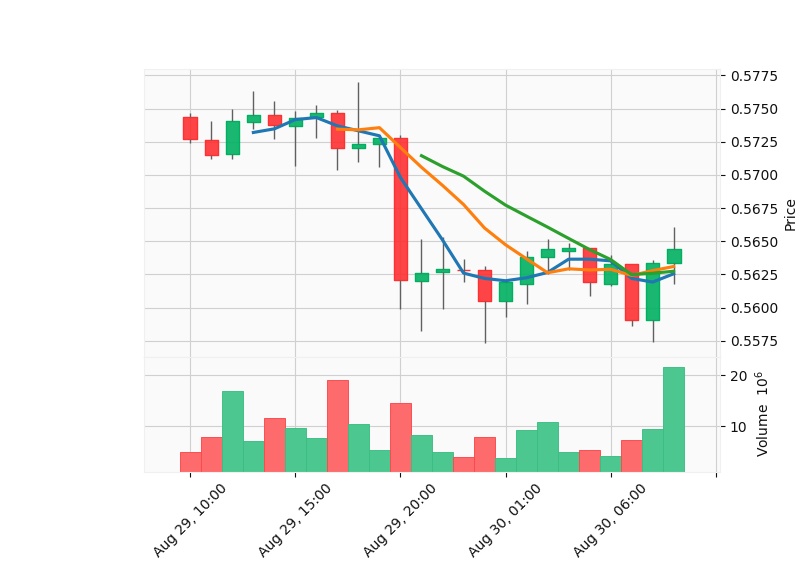 0.5775
0.5750
0.5725
0.5700
0.5675
0.5650
0.5625
0.5600
0.5575
Price
20
10
Volume 10⁶
Aug 29, 10:00
Aug 29, 15:00
Aug 29, 20:00
Aug 30, 01:00
Aug 30, 06:00